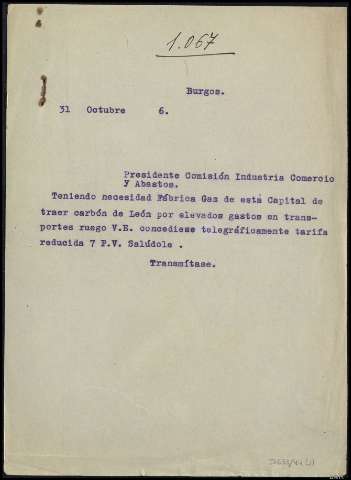 1.067
Burgos.
31 Octubre 6.
Presidente Comisión Industria Comercio
y Abastos.
Teniendo necesidad Fábrica Gas de esta Capital de
traer carbón de León por elevados gastos en trans-
portes ruego V.E. concediese telegráficamente tarifa
reducida 7 P.V. Salúdole .
Transmítase.